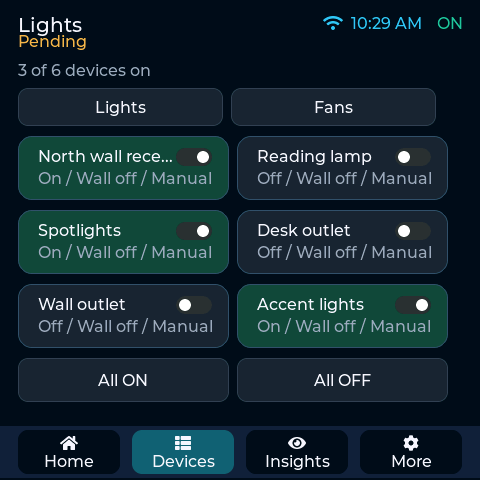 Lights
Pending
10:29 AM ON
3 of 6 devices on
Lights
Fans
North wall rece...
On / Wall off / Manual
Reading lamp
Off / Wall off / Manual
Spotlights
On / Wall off / Manual
Desk outlet
Off / Wall off / Manual
Wall outlet
Off / Wall off / Manual
Accent lights
On / Wall off / Manual
All ON
All OFF
Home
Devices
Insights
More